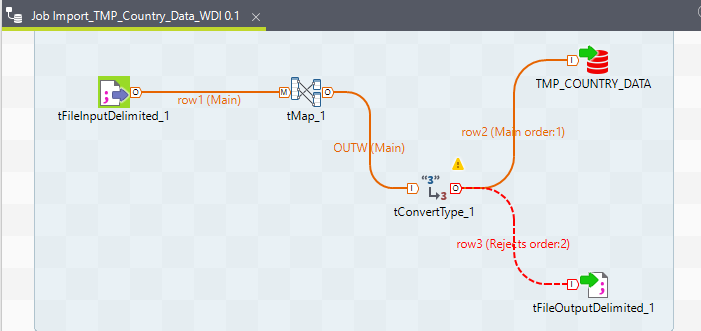 Job Import_TMP_Country_Data_WDI 0.1
row1 (Main)
tFileInputDelimited_1
tMap_1
TMP_COUNTRY_DATA
row2 (Main order:1)
OUTW (Main)
"3"
3
tConvertType_1
row3 (Rejects order:2)
tFileOutputDelimited_1